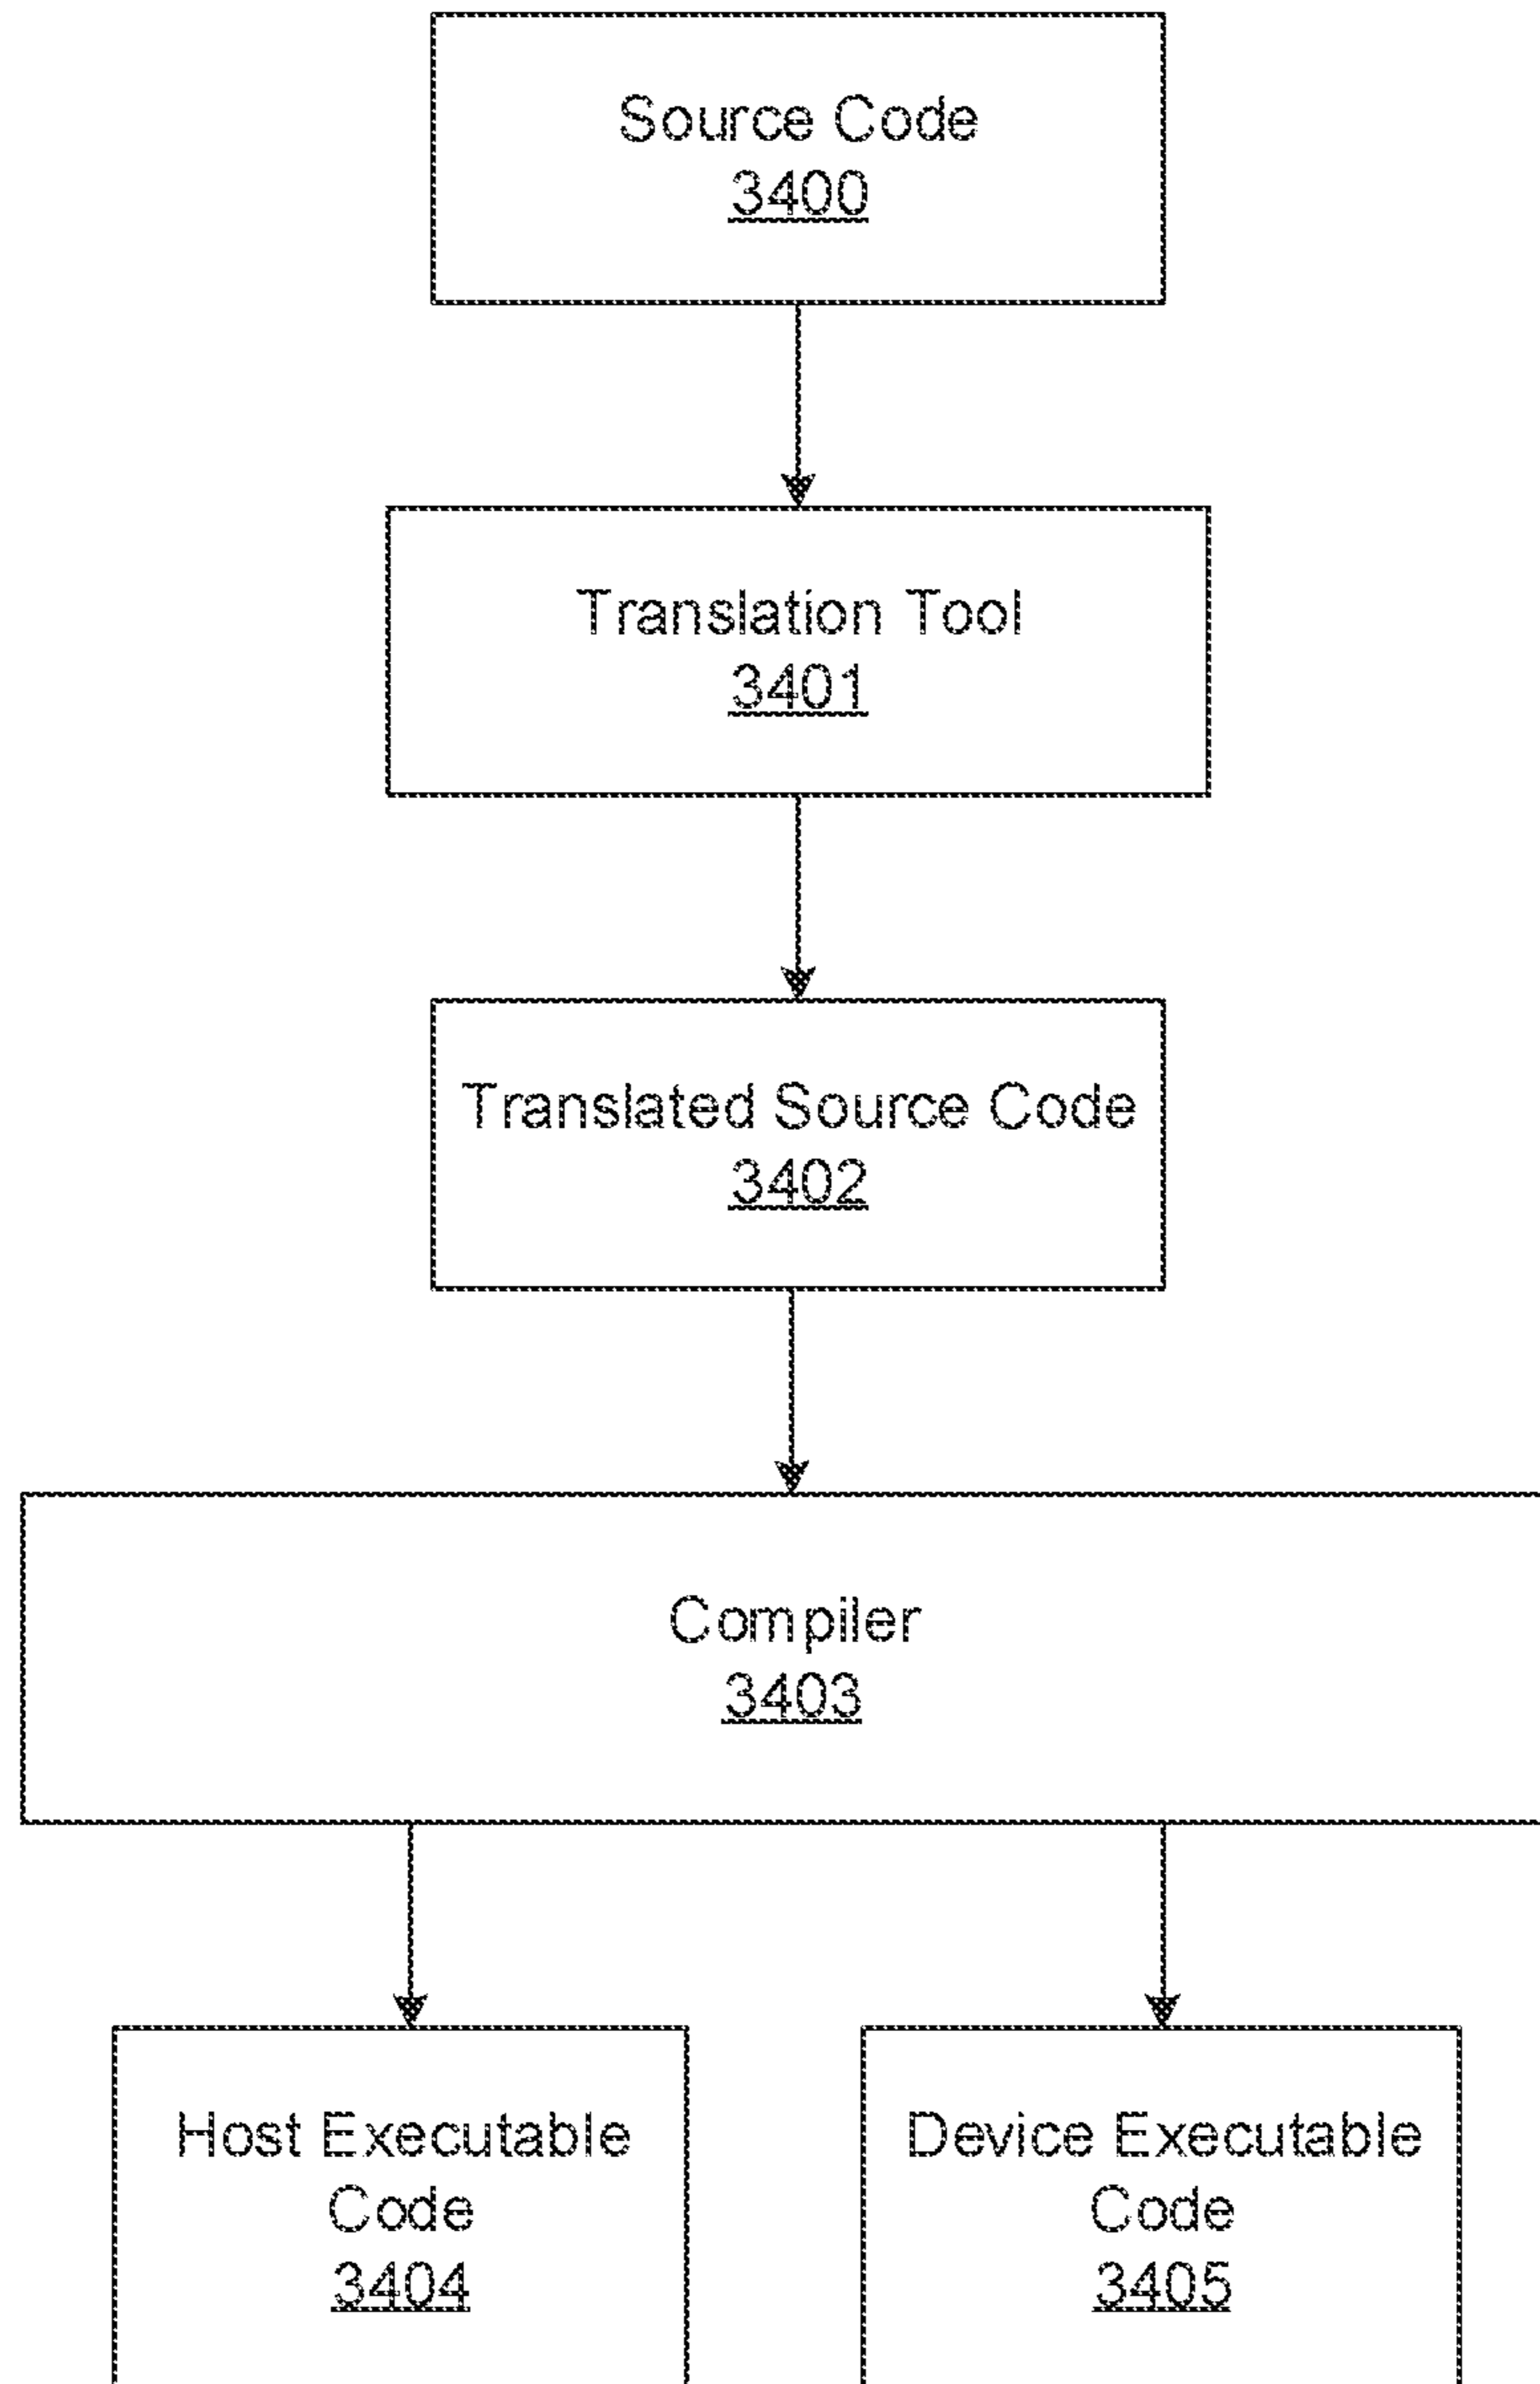 Source Code
3400
Translation Tool
3401
Translated Source Code
3402
Compiler
3403
Host Executable
Code
3404
Device Executable
Code
3405